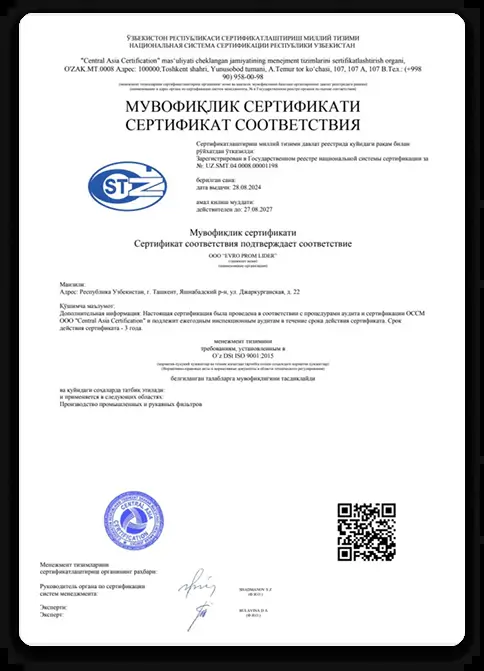 ЎЗБЕКИСТОН РЕСПУБЛИКАСИ СЕРТИФИКАТЛАШТИРИШ МИЛЛИЙ ТИЗИМИ
НАЦИОНАЛЬНАЯ СИСТЕМА СЕРТИФИКАЦИИ РЕСПУБЛИКИ УЗБЕКИСТАН
"Central Asia Certification" mas`uliyati cheklangan jamiyatining menejment tizimlarini sertifikatlashtirish organi,
O'ZAK.MT.0008 Адрес: 100000,Toshkent shahri, Yunusobod tumani, A.Temur tor ko`chasi, 107, 107 А, 107 В.Тел.: (+998
90) 958-00-98
МУВОФИҚЛИК СЕРТИФИКАТИ
СЕРТИФИКАТ СООТВЕТСТВИЯ
Сертификатлаштириш миллий тизими давлат реестрида қуйидаги рақам билан
рўйхатдан ўтказилди:
Зарегистрирован в Государственном реестре национальной системы сертификации за
№: UZ.SMT.04.0008.00001198
берилган сана:
дата выдачи: 28.08.2024
амал қилиш муддати:
действителен до: 27.08.2027
STZ
Мувофиқлик сертификати
Сертификат соответствия подтверждает соответствие
ООО "EVRO PROM LIDER"
Манзили:
Адрес: Республика Узбекистан, г. Ташкент, Яшнабадский р-н, ул. Джаркурганская, д. 22
Қўшимча маълумот:
Дополнительная информация: Настоящая сертификация была проведена в соответствии с процедурами аудита и сертификации ОССМ
ООО "Central Asia Certification" и подлежит ежегодным инспекционным аудитам в течение срока действия сертификата. Срок
действия сертификата - 3 года.
менежмент тизимини
требованиям, установленным в
O`z DSt ISO 9001:2015
белгиланган талабларга мувофиқлигини тасдиқлайди
ва қуйидаги соҳаларда татбиқ этилади:
и применяется в следующих областях:
Производство промышленных и рукавных фильтров
CENTRAL ASIA
CERTIFICATION
Менежмент тизимларини
сертификатлаштириш органининг раҳбари:
Руководитель органа по сертификации
систем менеджмента:
(Ф.И.О.)
Эксперти:
Эксперт:
(Ф.И.О.)